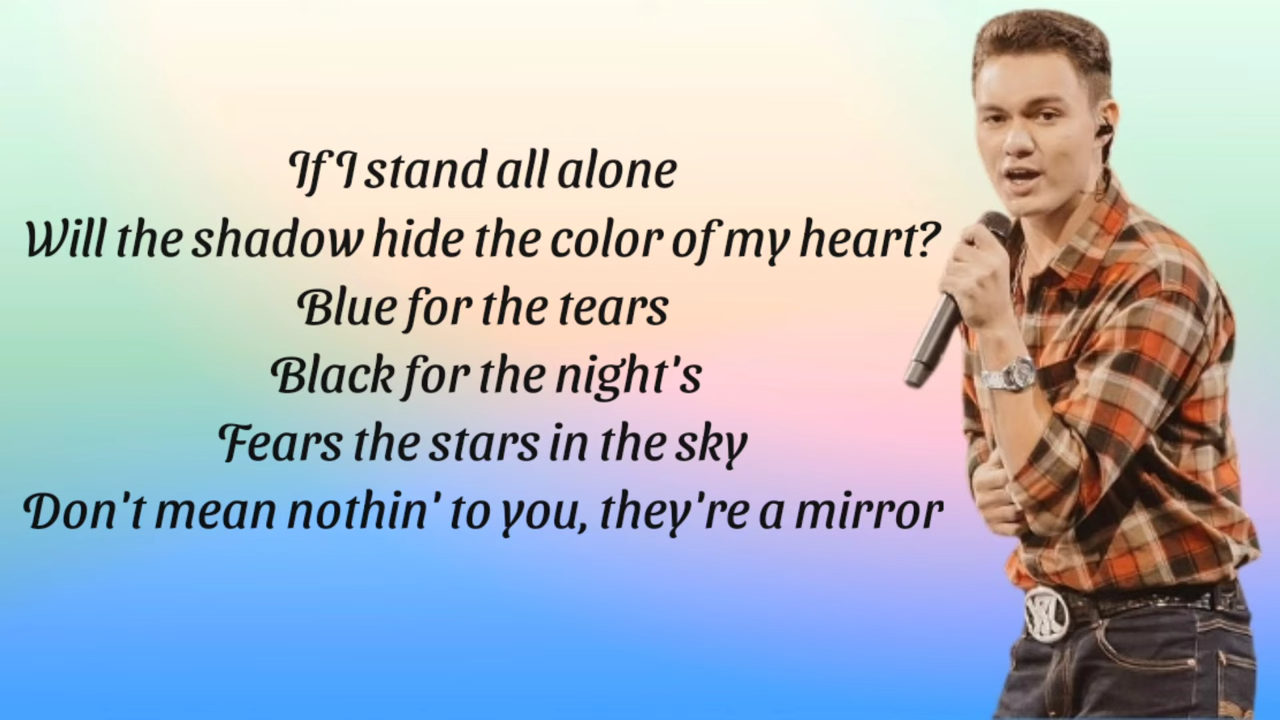 If I stand all alone
Will the shadow hide the color of my heart?
Blue for the tears
Black for the night's
Fears the stars in the sky
Don't mean nothin' to you, they're a mirror